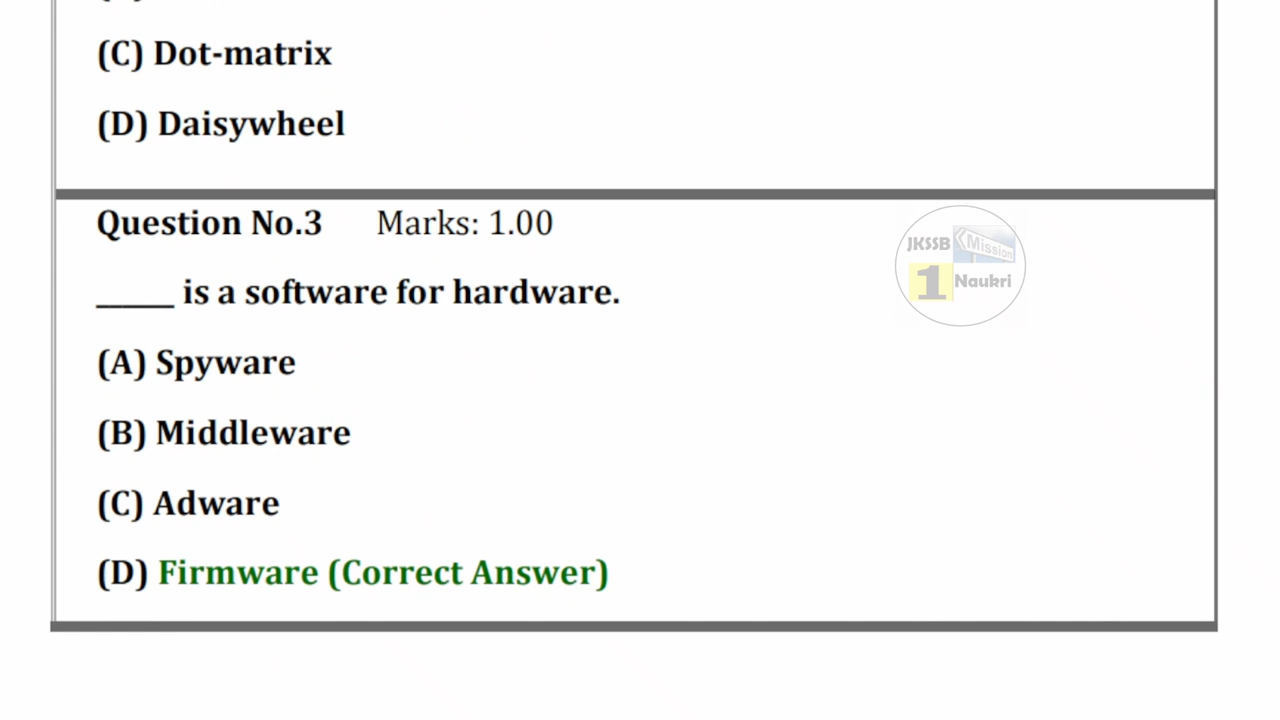 (C) Dot-matrix
(D) Daisywheel
Question No.3 Marks: 1.00
JKSSB Mission
1 Naukri
_____ is a software for hardware.
(A) Spyware
(B) Middleware
(C) Adware
(D) Firmware (Correct Answer)